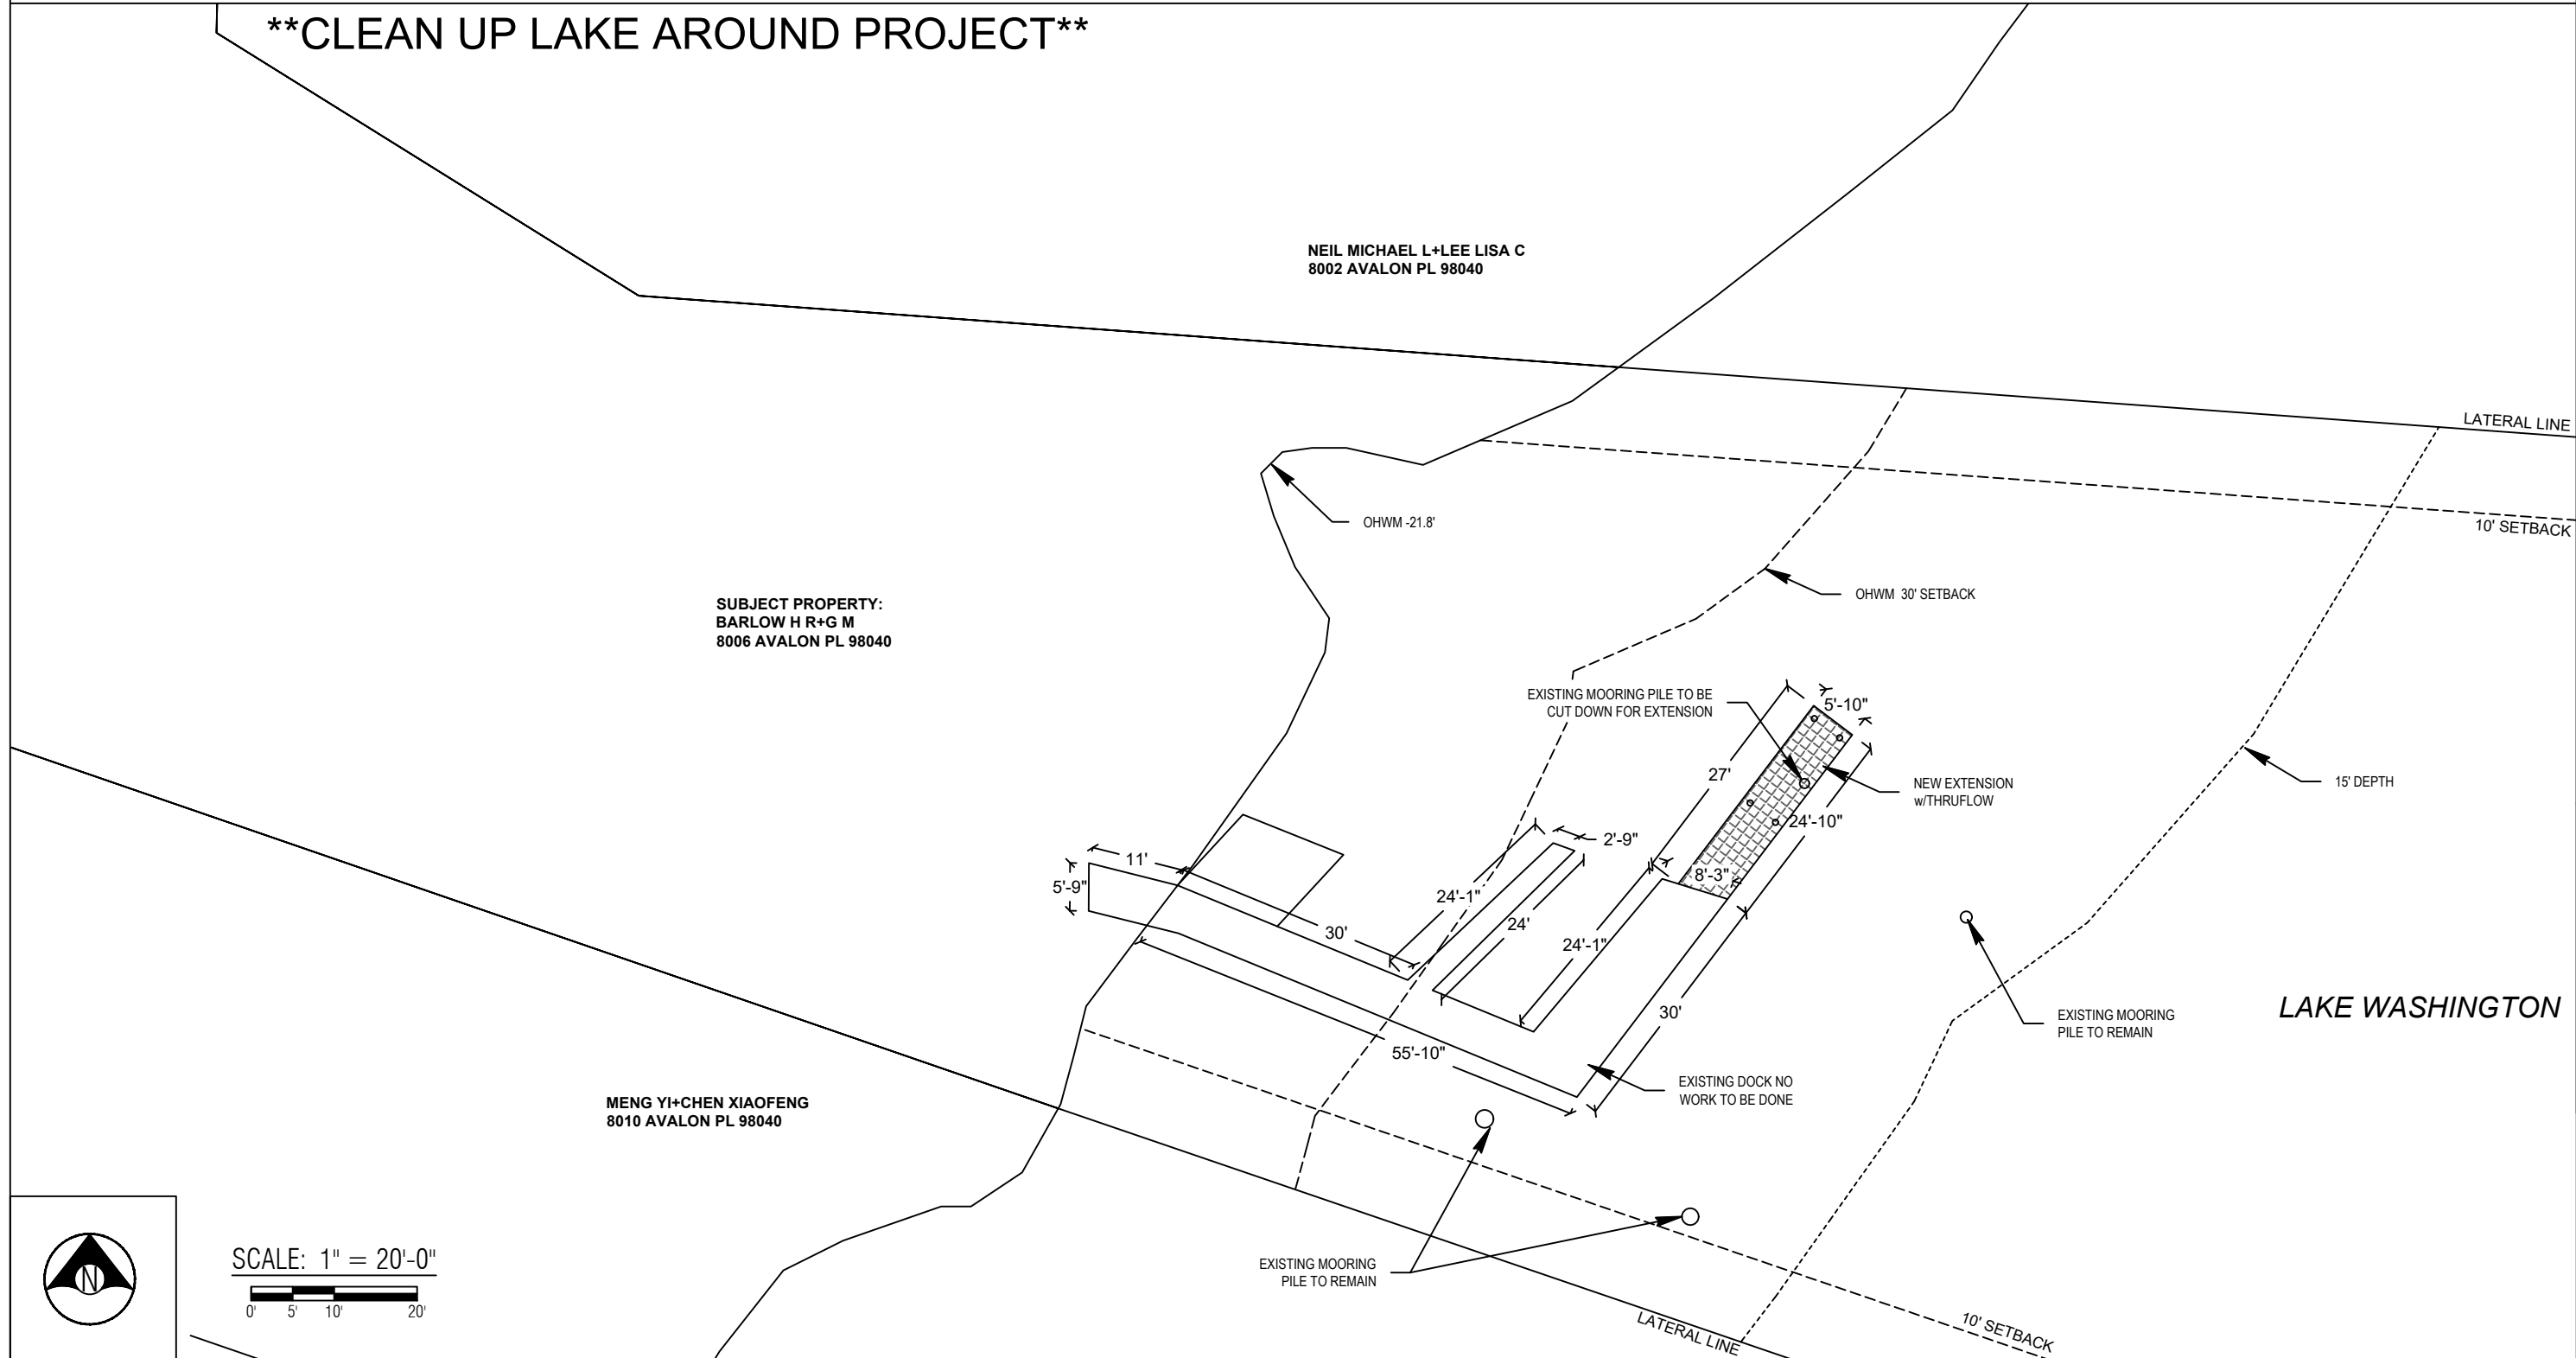 **CLEAN UP LAKE AROUND PROJECT**
NEIL MICHAEL L+LEE LISA C
8002 AVALON PL 98040
LATERAL LINE
10' SETBACK
OHWM -21.8'
OHWM 30' SETBACK
SUBJECT PROPERTY:
BARLOW H R+G M
8006 AVALON PL 98040
EXISTING MOORING PILE TO BE
CUT DOWN FOR EXTENSION
5'-10"
27'
NEW EXTENSION
w/THRUFLOW
15' DEPTH
24'-10"
2'-9"
11'
5'-9"
8'-3"
24'-1"
24'
30'
24'-1"
30'
55'-10"
EXISTING MOORING
PILE TO REMAIN
LAKE WASHINGTON
EXISTING DOCK NO
WORK TO BE DONE
MENG YI+CHEN XIAOFENG
8010 AVALON PL 98040
EXISTING MOORING
PILE TO REMAIN
N
SCALE: 1" = 20'-0"
0' 5' 10' 20'
LATERAL LINE
10' SETBACK